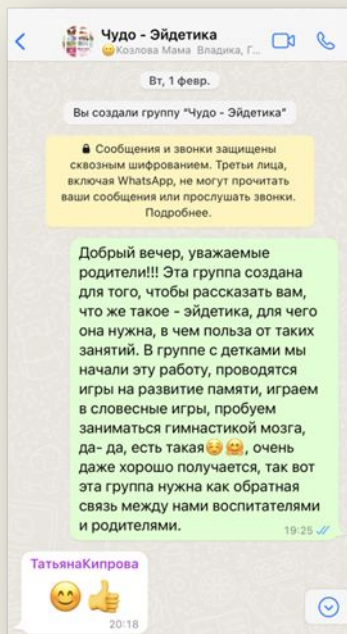 Чудо - Эйдетика
Козлова Мама Владика, Г...
Вт, 1 февр.
Вы создали группу “Чудо - Эйдетика”
Сообщения и звонки защищены
сквозным шифрованием. Третьи лица,
включая WhatsApp, не могут прочитать
ваши сообщения или прослушать звонки.
Подробнее.
Добрый вечер, уважаемые
родители!!! Эта группа создана
для того, чтобы рассказать вам,
что же такое - эйдетика, для чего
она нужна, в чем польза от таких
занятий. В группе с детками мы
начали эту работу, проводятся
игры на развитие памяти, играем
в словесные игры, пробуем
заниматься гимнастикой мозга,
да- да, есть такая😌🤗, очень
даже хорошо получается, так вот
эта группа нужна как обратная
связь между нами воспитателями
и родителями.
19:25
ТатьянаКипрова
😊👍
20:18